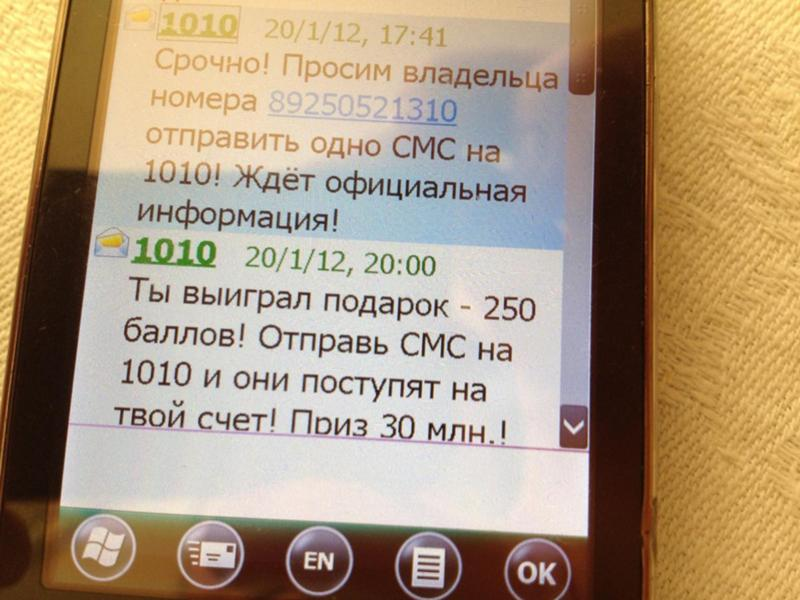 1010 20/1/12, 17:41
Срочно! Просим владельца
номера 89250521310
отправить одно СМС на
1010! Ждёт официальная
информация!
1010 20/1/12, 20:00
Ты выиграл подарок - 250
баллов! Отправь СМС на
1010 и они поступят на
твой счет! Приз 30 млн.!
EN
OK